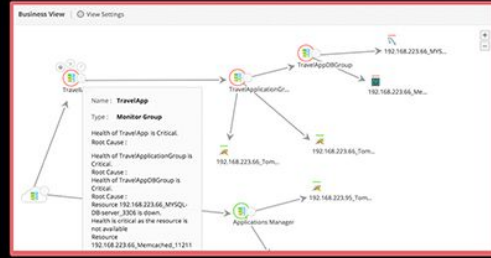 Business View
View Settings
TravelAppDBGroup
192.168.223.66_MYS...
TravelApplicationGr...
192.168.223.66_Me...
Name : TravelApp
Type : Monitor Group
Health of TravelApp is Critical.
Root Cause :
Health of TravelApplicationGroup is
Critical.
Root Cause :
Health of TravelAppDBGroup is
Critical.
Root Cause :
Resource 192.168.223.66_MYSQL-
DB-server_3306 is down.
Health is critical as the resource is
not available
Resource
192.168.223.66_Memcached_11211
192.168.223.66_Tom...
192.168.223.66_Tom...
192.168.223.95_Tom...
Applications Manager